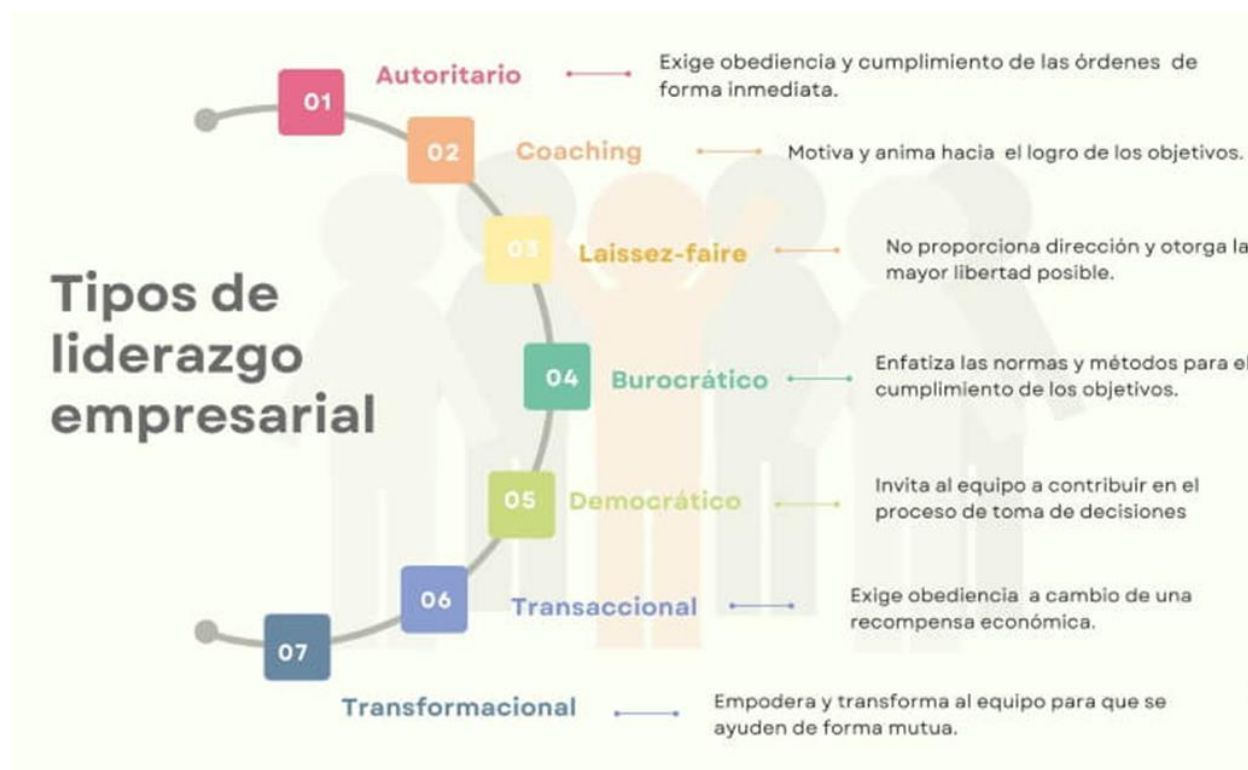 Tipos de
liderazgo
empresarial
01
Autoritario
Exige obediencia y cumplimiento de las órdenes de
forma inmediata.
02
Coaching
Motiva y anima hacia el logro de los objetivos.
03
Laissez-faire
No proporciona dirección y otorga la
mayor libertad posible.
04
Burocrático
Enfatiza las normas y métodos para el
cumplimiento de los objetivos.
05
Democrático
Invita al equipo a contribuir en el
proceso de toma de decisiones
06
Transaccional
Exige obediencia a cambio de una
recompensa económica.
07
Transformacional
Empodera y transforma al equipo para que se
ayuden de forma mutua.